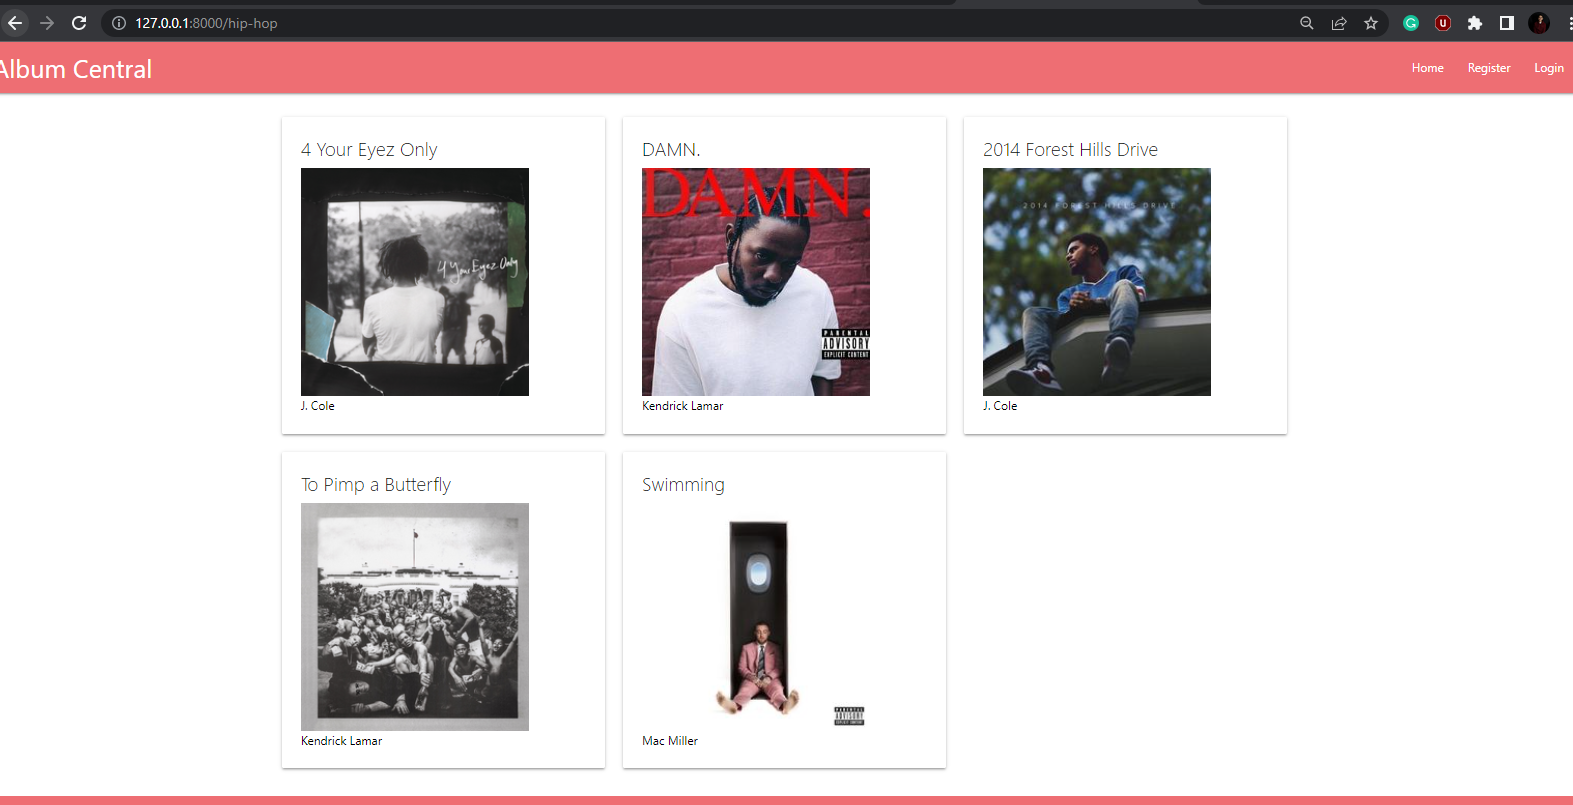 127.0.0.1:8000/hip-hop
Album Central
Home Register Login
4 Your Eyez Only
4 Your Eyez Only
J. Cole
DAMN.
DAMN.
PARENTAL
ADVISORY
EXPLICIT CONTENT
Kendrick Lamar
2014 Forest Hills Drive
2014 FOREST HILLS DRIVE
J. Cole
To Pimp a Butterfly
Kendrick Lamar
Swimming
PARENTAL
ADVISORY
Mac Miller